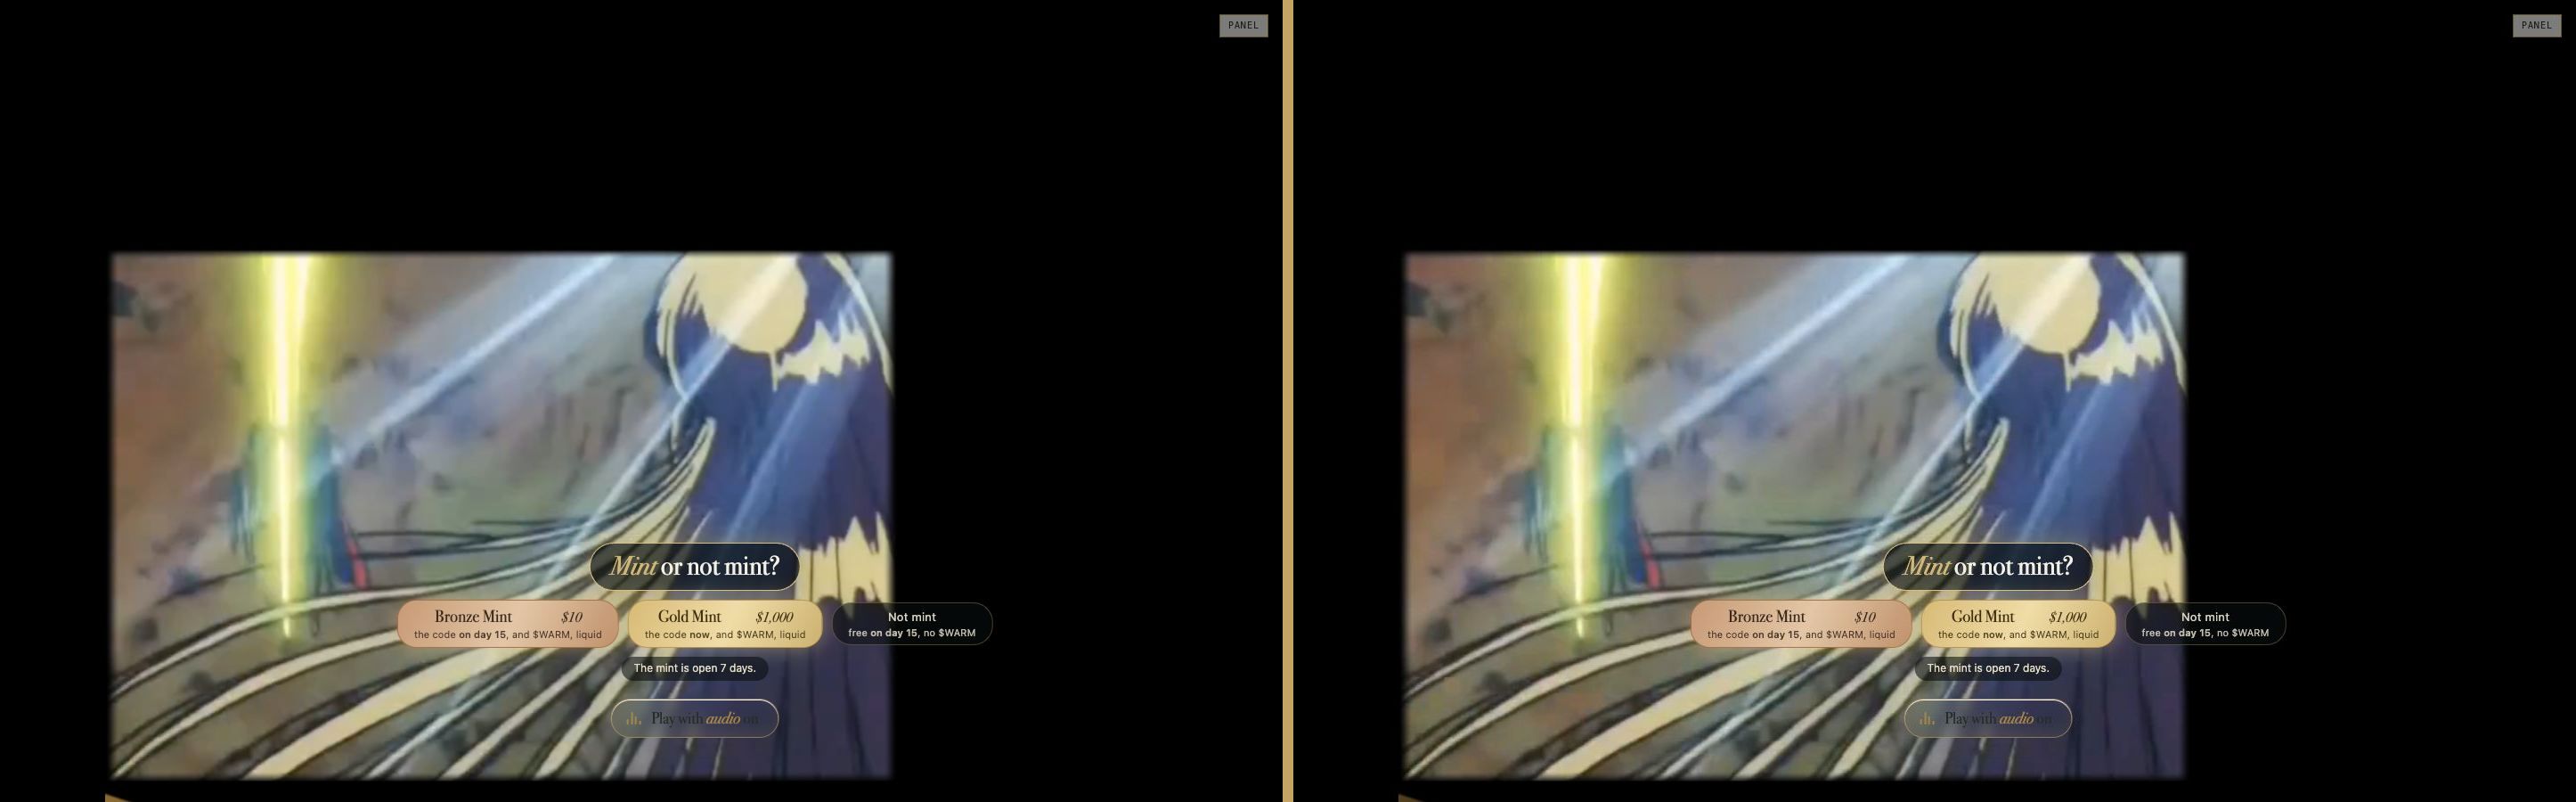 PANEL
Mint or not mint?
Bronze Mint $10
the code on day 15, and $WARM, liquid
Gold Mint $1,000
the code now, and $WARM, liquid
Not mint
free on day 15, no $WARM
The mint is open 7 days.
Play with audio on
PANEL
Mint or not mint?
Bronze Mint $10
the code on day 15, and $WARM, liquid
Gold Mint $1,000
the code now, and $WARM, liquid
Not mint
free on day 15, no $WARM
The mint is open 7 days.
Play with audio on